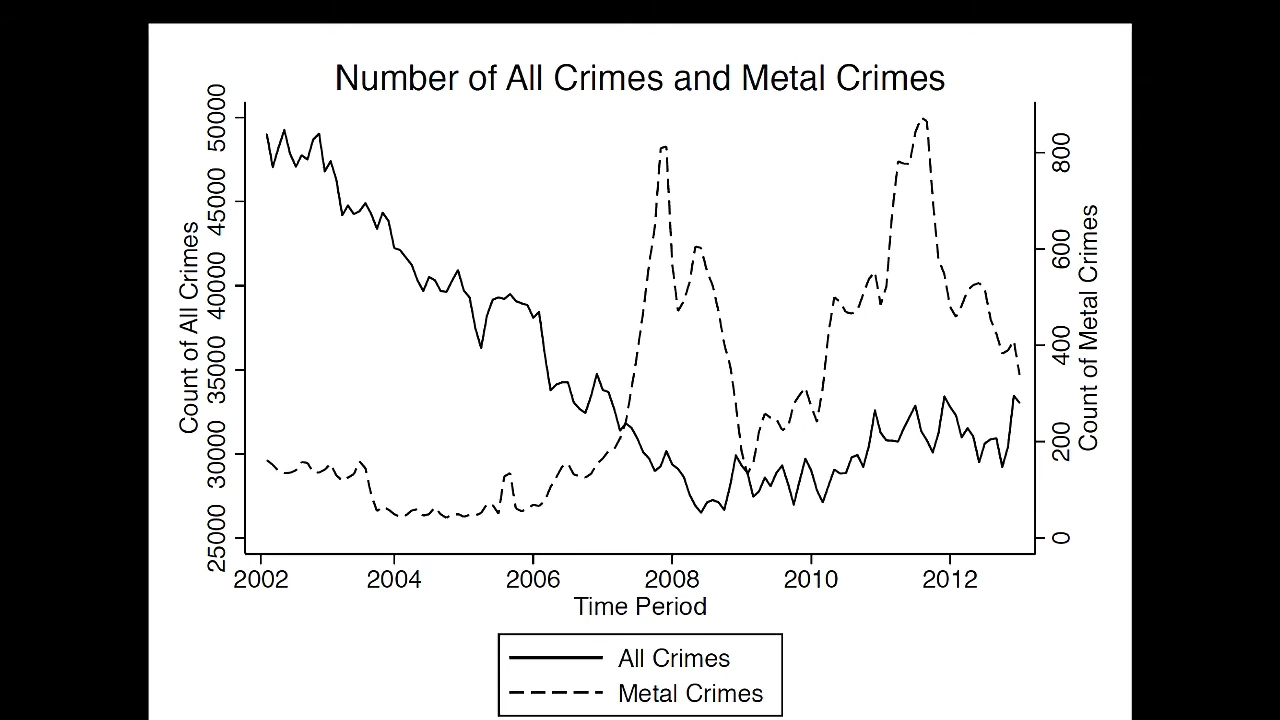 Number of All Crimes and Metal Crimes
Count of All Crimes
50000
45000
40000
35000
30000
25000
800
600
400
200
0
Count of Metal Crimes
2002 2004 2006 2008 2010 2012
Time Period
All Crimes
Metal Crimes